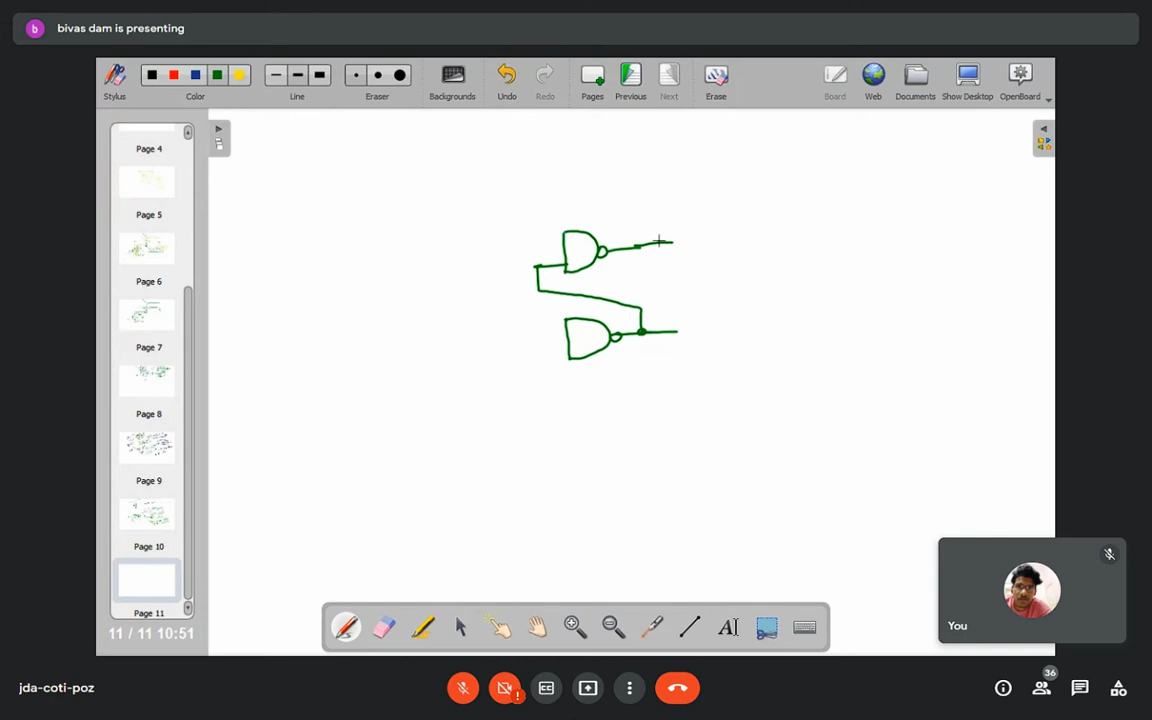 b bivas dam is presenting
Stylus Color Line Eraser Backgrounds Undo Redo Pages Previous Next Erase Board Web Documents Show Desktop OpenBoard
Page 4
Page 5
Page 6
Page 7
Page 8
Page 9
Page 10
Page 11
11 / 11 10:51
A
You
jda-coti-poz
!
36